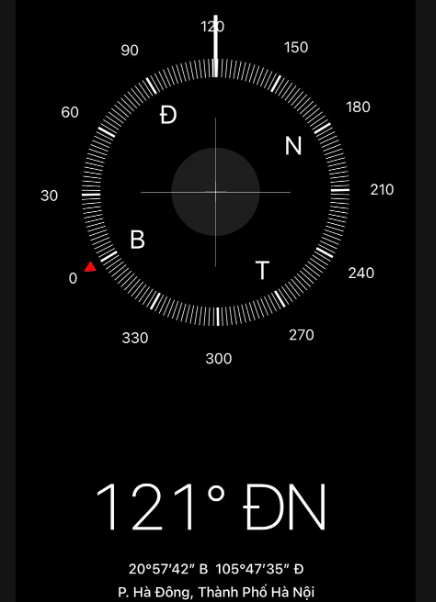 120
90
150
60
Đ
180
N
30
210
B
T
0
240
330
270
300
121° ĐN
20°57′42″ B 105°47′35″ Đ
P. Hà Đông, Thành Phố Hà Nội